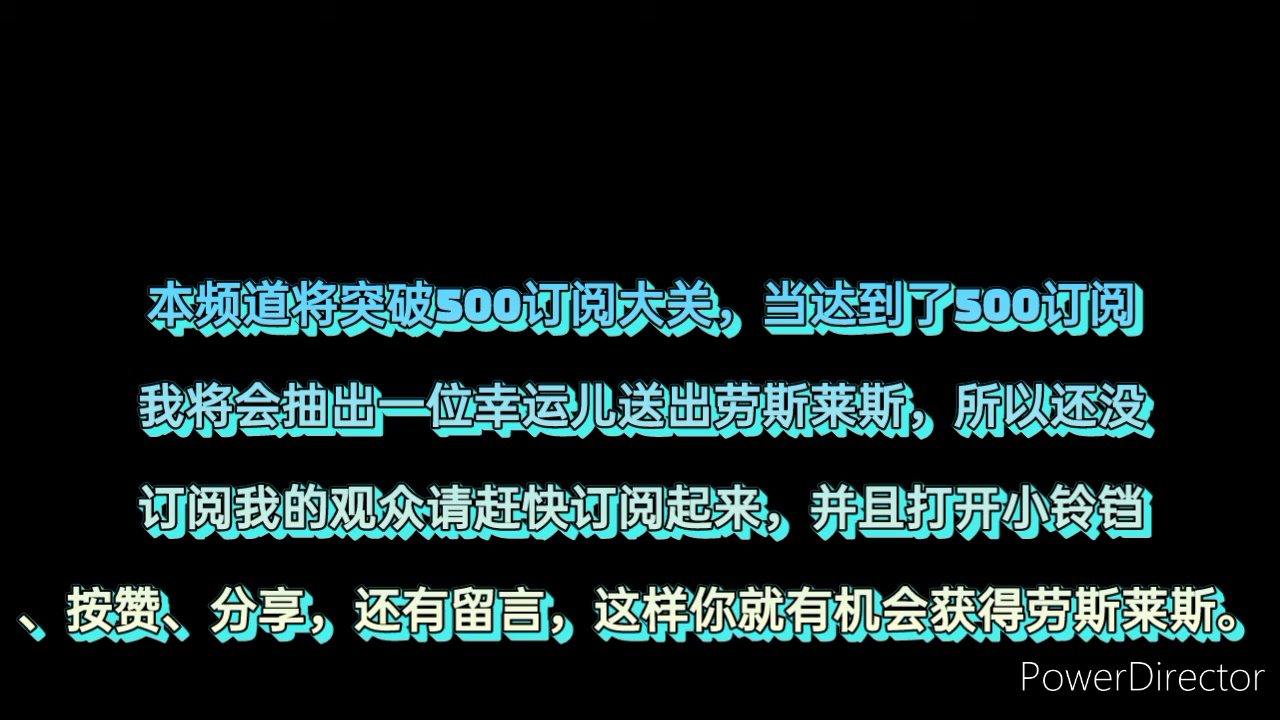 本频道将突破500订阅大关，当达到了500订阅
我将会抽出一位幸运儿送出劳斯莱斯，所以还没
订阅我的观众请赶快订阅起来，并且打开小铃铛
、按赞、分享，还有留言，这样你就有机会获得劳斯莱斯。
PowerDirector